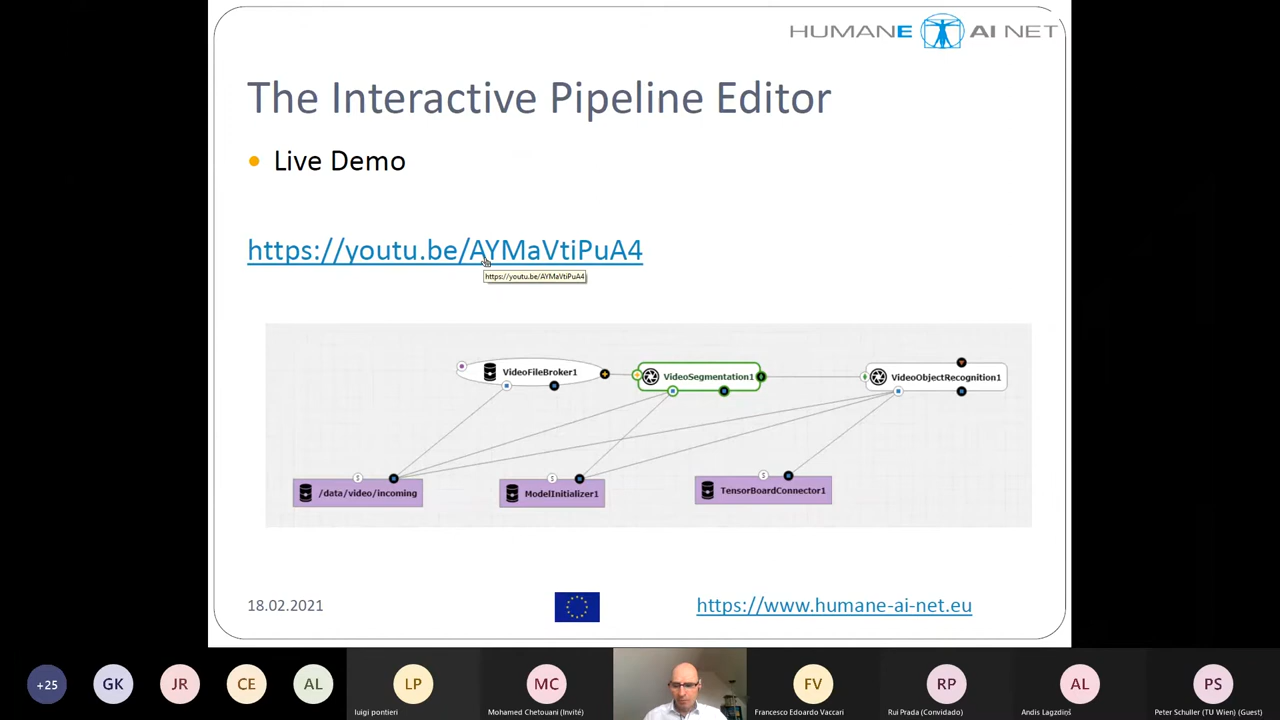 HUMANE AI NET
The Interactive Pipeline Editor
Live Demo
https://youtu.be/AYMaVtiPuA4
https://youtu.be/AYMaVtiPuA4
VideoFileBroker1
VideoSegmentation1
VideoObjectRecognition1
/data/video/incoming
ModelInitializer1
TensorBoardConnector1
18.02.2021
https://www.humane-ai-net.eu
+25
GK
JR
CE
AL
LP
MC
FV
RP
AL
PS
luigi pontieri
Mohamed Chetouani (Invité)
Francesco Edoardo Vaccari
Rui Prada (Convidado)
Andis Lagzdiņš
Peter Schuller (TU Wien) (Guest)